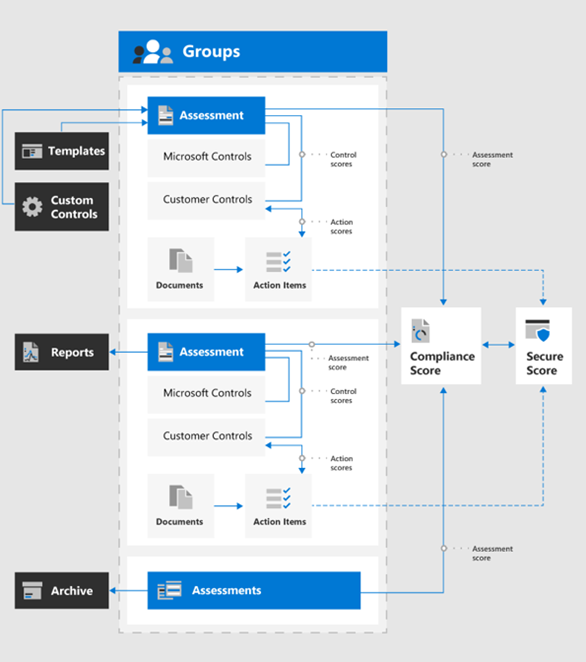 Groups
Assessment
Templates
Microsoft Controls
Control
scores
Assessment
score
Custom
Controls
Customer Controls
Action
scores
Documents
Action Items
Reports
Assessment
Compliance
Score
Secure
Score
Assessment
score
Microsoft Controls
Control
scores
Customer Controls
Action
scores
Documents
Action Items
Assessment
score
Archive
Assessments